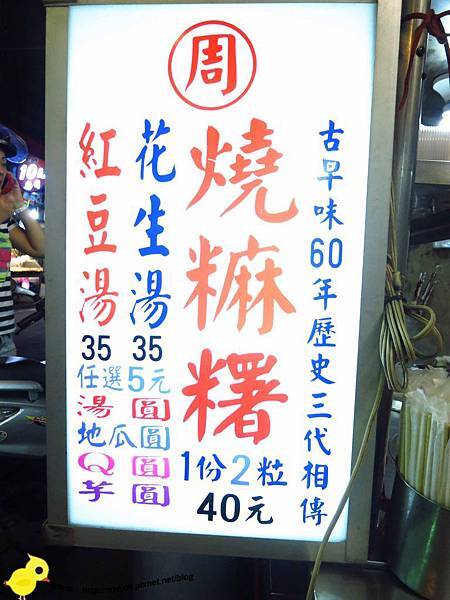 周
古早味60年歷史三代相傳
燒麻糬
1份2粒
40元
花生湯
35
紅豆湯
35
任選5元
湯圓
地瓜圓
Q圓
芋圓
10